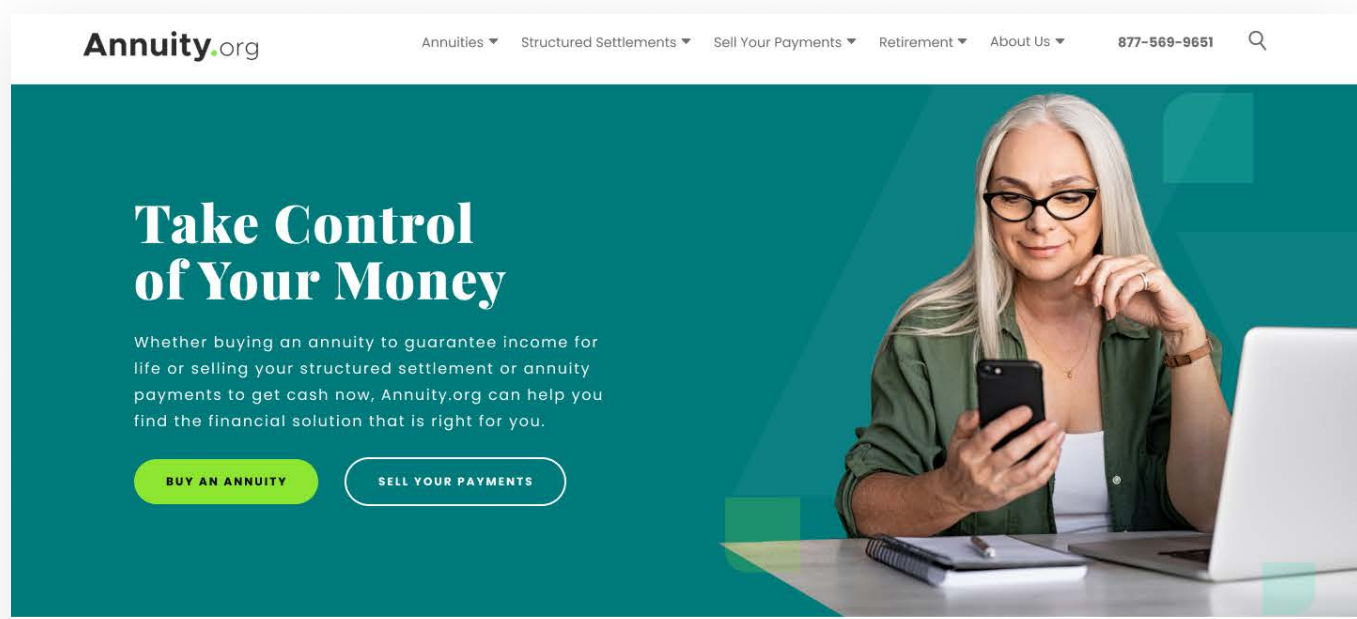 Annuity.org
Annuities Structured Settlements Sell Your Payments Retirement About Us 877-569-9651
Take Control
of Your Money
Whether buying an annuity to guarantee income for
life or selling your structured settlement or annuity
payments to get cash now, Annuity.org can help you
find the financial solution that is right for you.
BUY AN ANNUITY SELL YOUR PAYMENTS